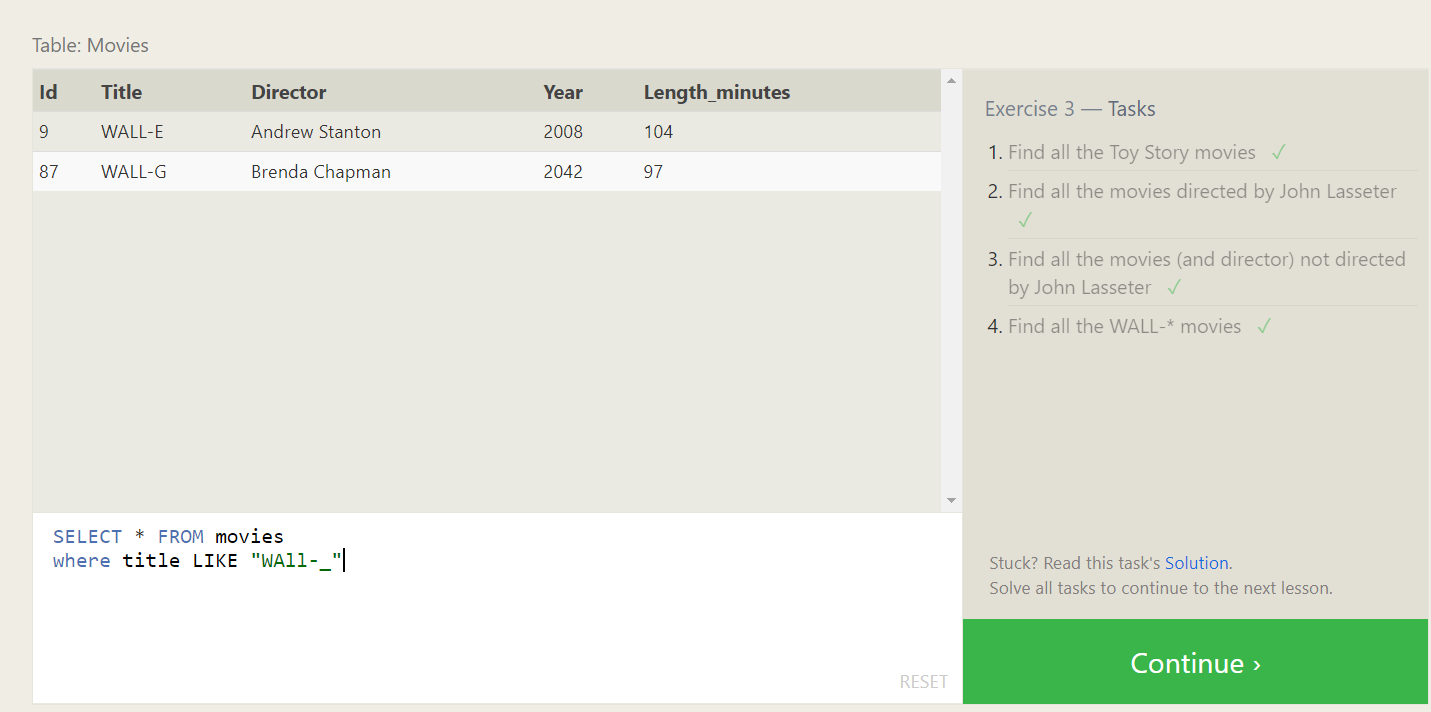 Table: Movies
Id Title Director Year Length_minutes
9 WALL-E Andrew Stanton 2008 104
87 WALL-G Brenda Chapman 2042 97
SELECT * FROM movies
where title LIKE "WAll-_"
RESET
Exercise 3 — Tasks
1. Find all the Toy Story movies ✓
2. Find all the movies directed by John Lasseter
✓
3. Find all the movies (and director) not directed
by John Lasseter ✓
4. Find all the WALL-* movies ✓
Stuck? Read this task's Solution.
Solve all tasks to continue to the next lesson.
Continue ›